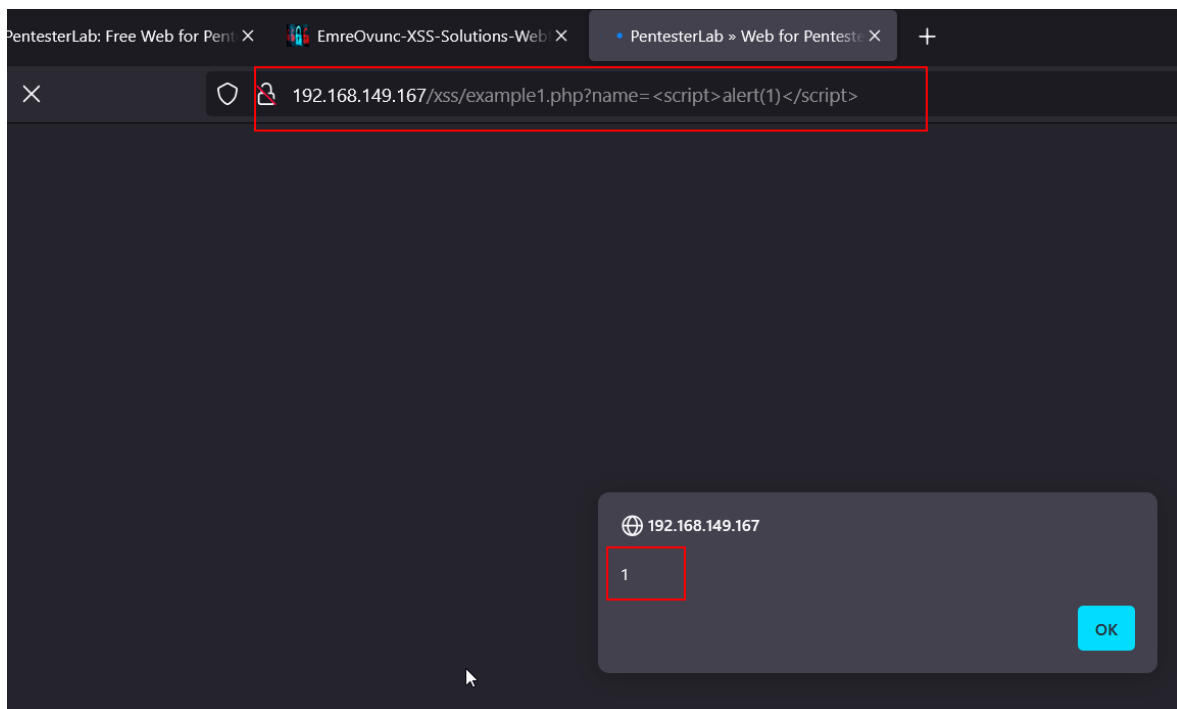 PentesterLab: Free Web for Pent
EmreOvunc-XSS-Solutions-Web
PentesterLab » Web for Penteste
192.168.149.167/xss/example1.php?name=<script>alert(1)</script>
192.168.149.167
1
OK